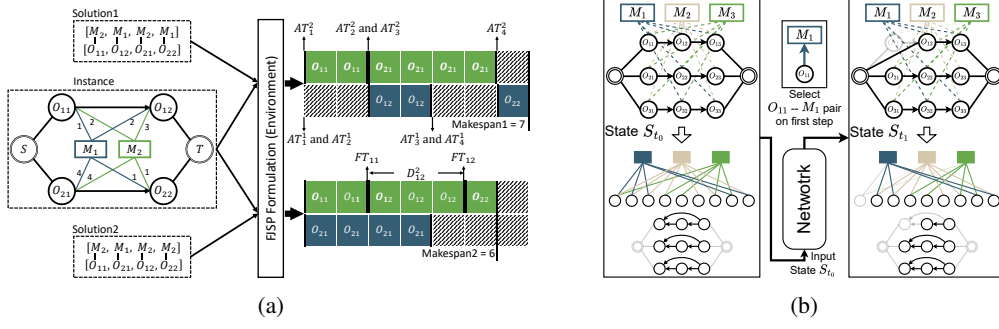 Solution1
[M₂, M₁, M₂, M₁]
[O₁₁, O₁₂, O₂₁, O₂₂]
Instance
O₁₁ O₁₂
1 2 2 3
S M₁ M₂ T
4 4 1 1
O₂₁ O₂₂
Solution2
[M₂, M₁, M₂, M₂]
[O₁₁, O₂₁, O₁₂, O₂₂]
FJSP Formulation (Environment)
AT₁² AT₂² and AT₃² AT₄²
O₁₁ O₁₁ O₂₁ O₂₁ O₂₁ O₂₁
O₁₂ O₁₂ O₂₂
Makespan1 = 7
AT₁¹ and AT₂¹ AT₃¹ and AT₄¹
FT₁₁ D₁₂² FT₁₂
O₁₁ O₁₁ O₁₂ O₁₂ O₁₂ O₂₂
O₂₁ O₂₁ O₂₁ O₂₁
Makespan2 = 6
(a)
M₁ M₂ M₃
O₁₁ O₁₂ O₁₃
O₂₁ O₂₂ O₂₃
O₃₁ O₃₂ O₃₃
State S_t₀
M₁
O₁₁
Select
O₁₁ -- M₁ pair
on first step
Netwotrk
Input
State S_t₀
M₁ M₂ M₃
O₁₂ O₁₃
O₂₁ O₂₃
O₃₁ O₃₂ O₃₃
State S_t₁
(b)